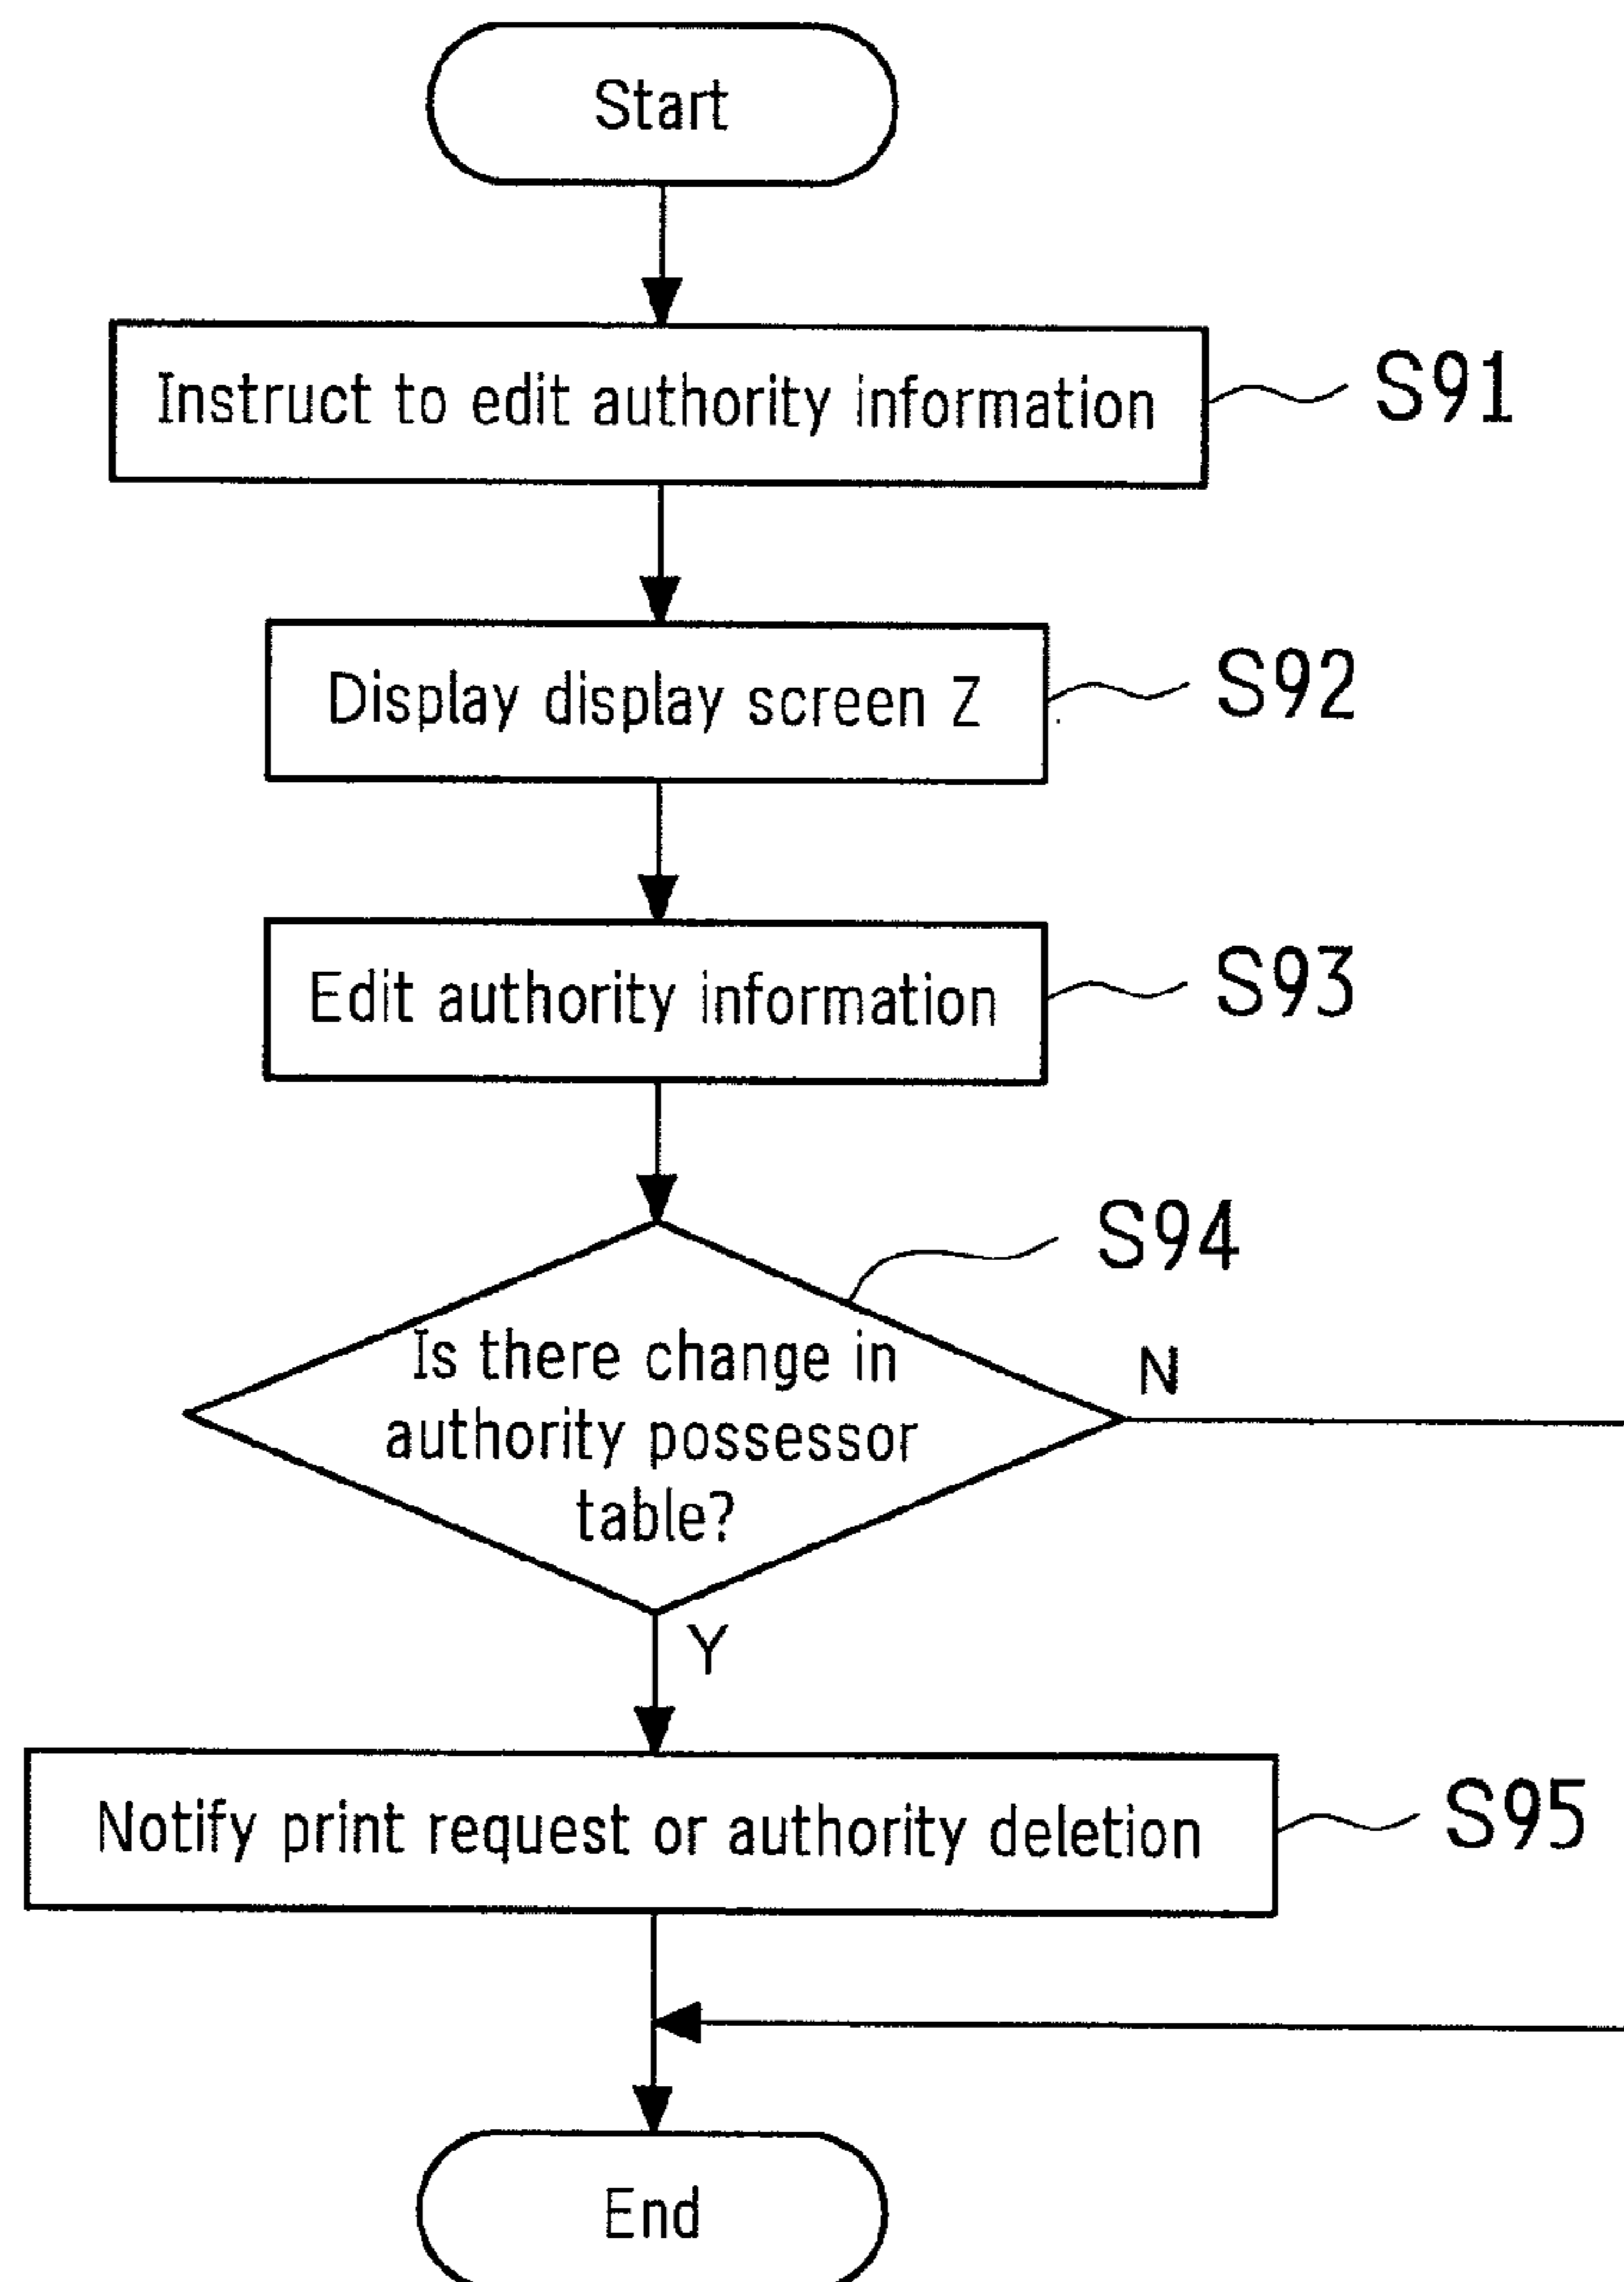 Start
Instruct to edit authority information
S91
Display display screen Z
S92
Edit authority information
S93
S94
Is there change in
authority possessor
table?
N
Y
Notify print request or authority deletion
S95
End